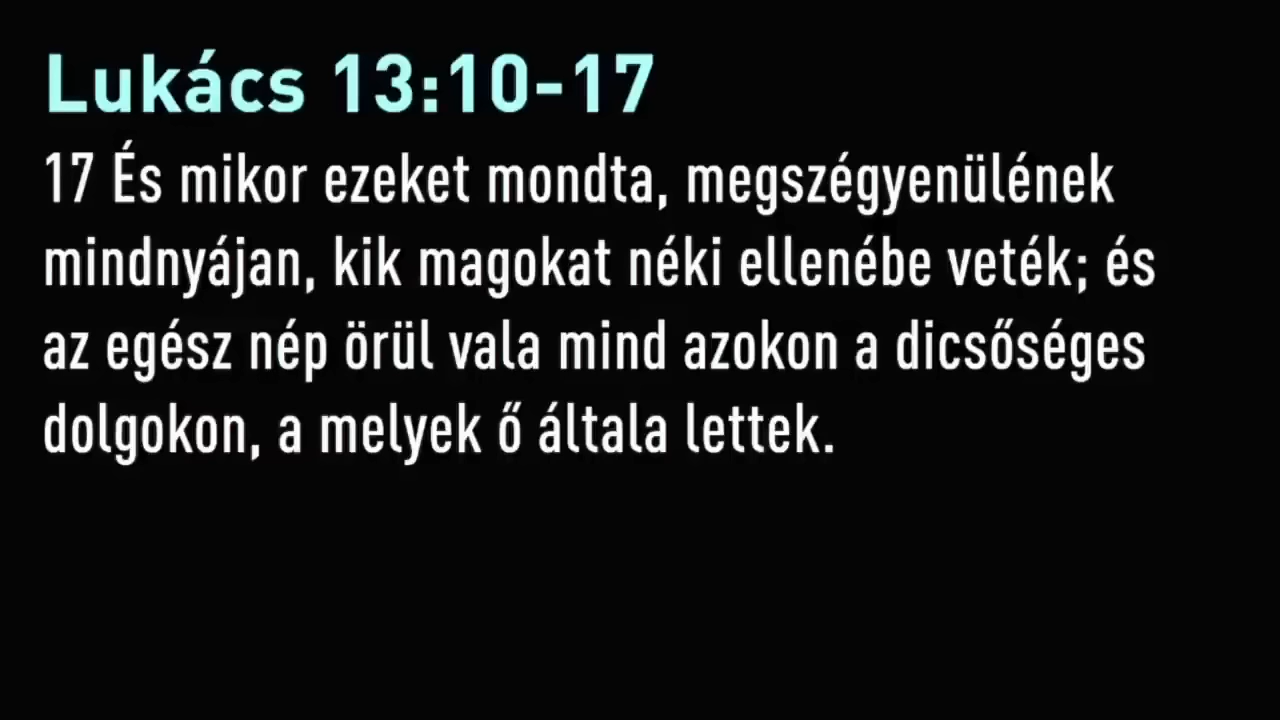 Lukács 13:10-17
17 És mikor ezeket mondta, megszégyenülének
mindnyájan, kik magokat néki ellenébe veték; és
az egész nép örül vala mind azokon a dicsőséges
dolgokon, a melyek ő általa lettek.